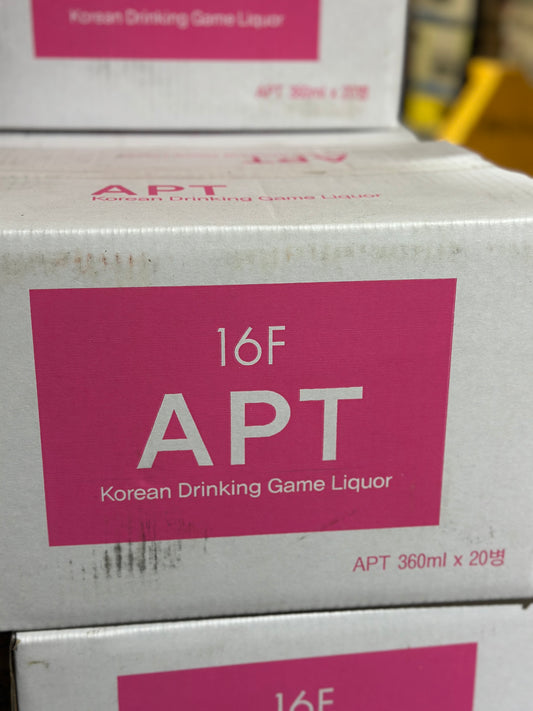 Korean Drinking Game Liquor
APT 360ml x 20병
APT
APT
Korean Drinking Game Liquor
16F
APT
Korean Drinking Game Liquor
APT 360ml x 20병
16F